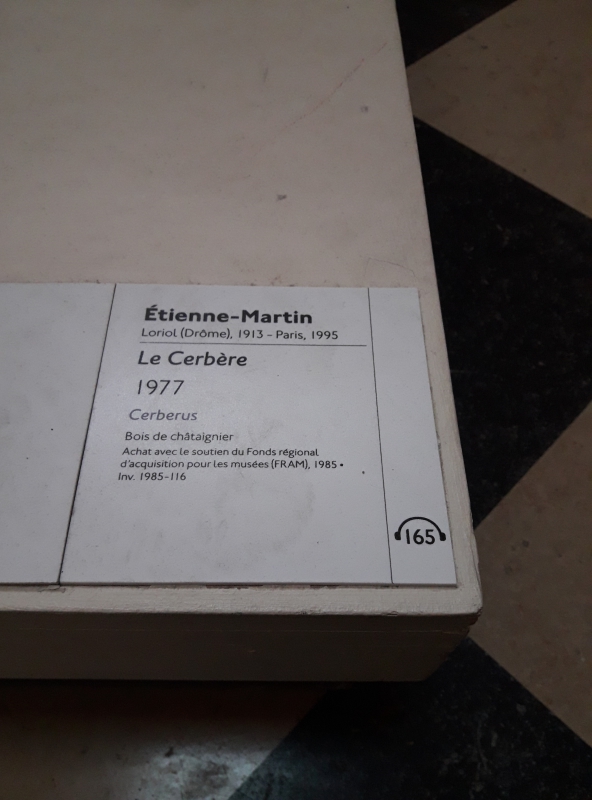 Étienne-Martin
Loriol (Drôme), 1913 - Paris, 1995
Le Cerbère
1977
Cerberus
Bois de châtaignier
Achat avec le soutien du Fonds régional
d'acquisition pour les musées (FRAM), 1985 •
Inv. 1985-116
165